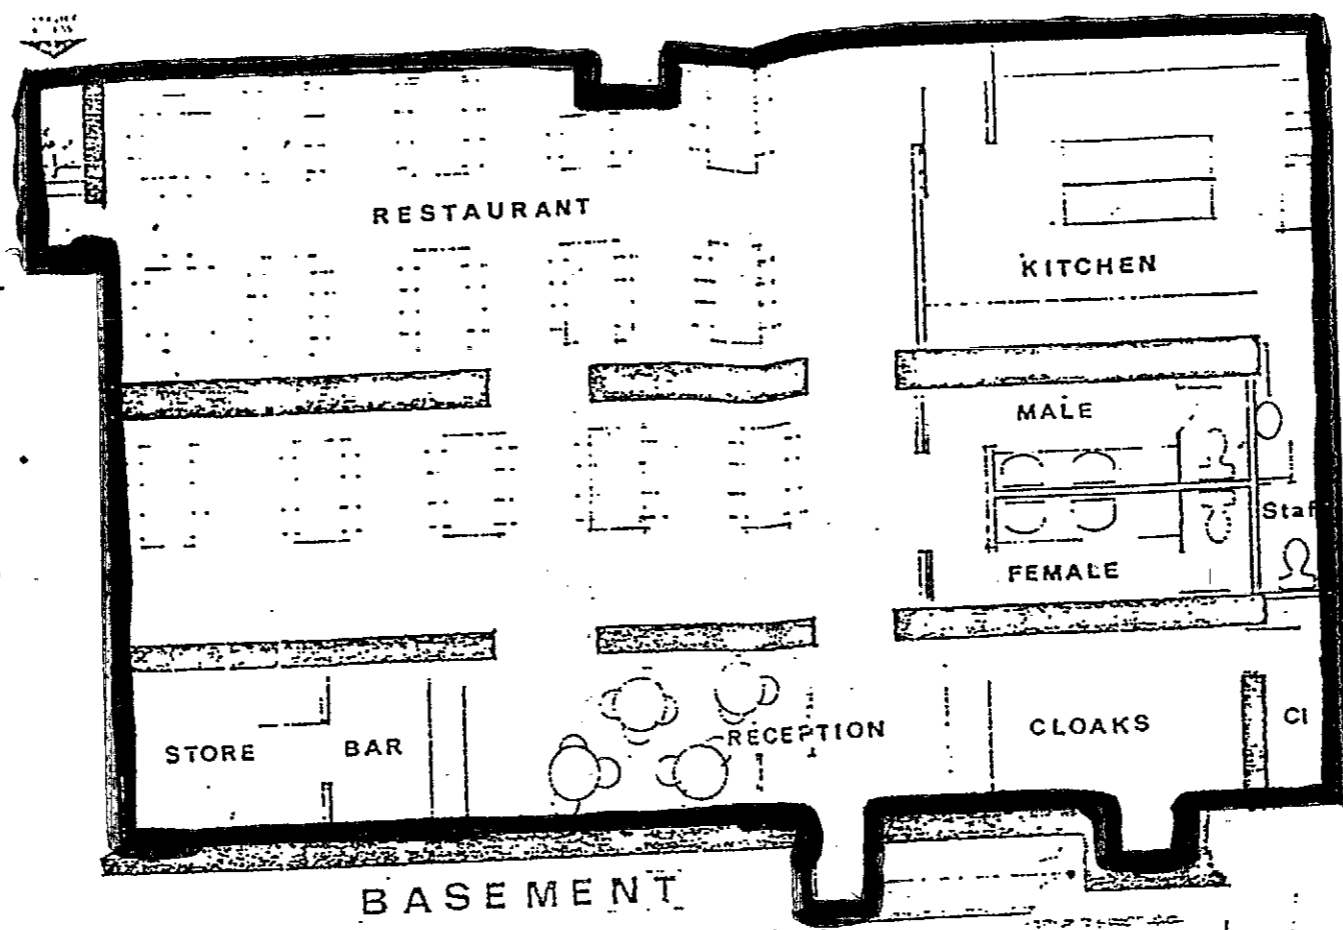 RESTAURANT
KITCHEN
MALE
Staf
FEMALE
RECEPTION
CLOAKS
Cl
STORE
BAR
BASEMENT